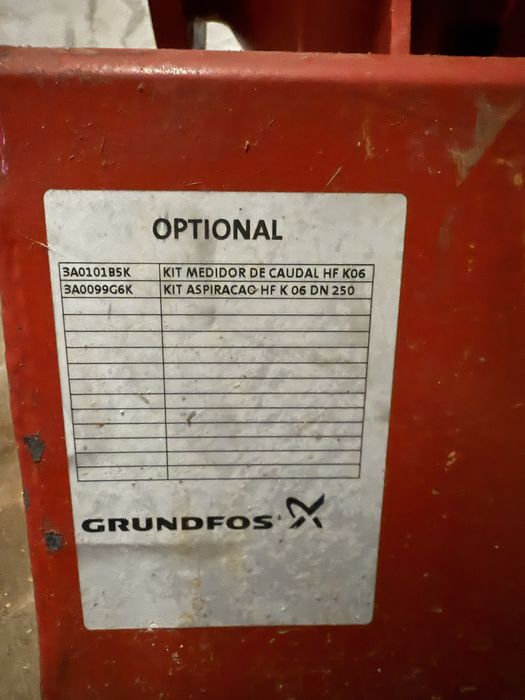 OPTIONAL
3A0101B5K KIT MEDIDOR DE CAUDAL HF K06
3A0099G6K KIT ASPIRACAO HF K 06 DN 250
GRUNDFOS